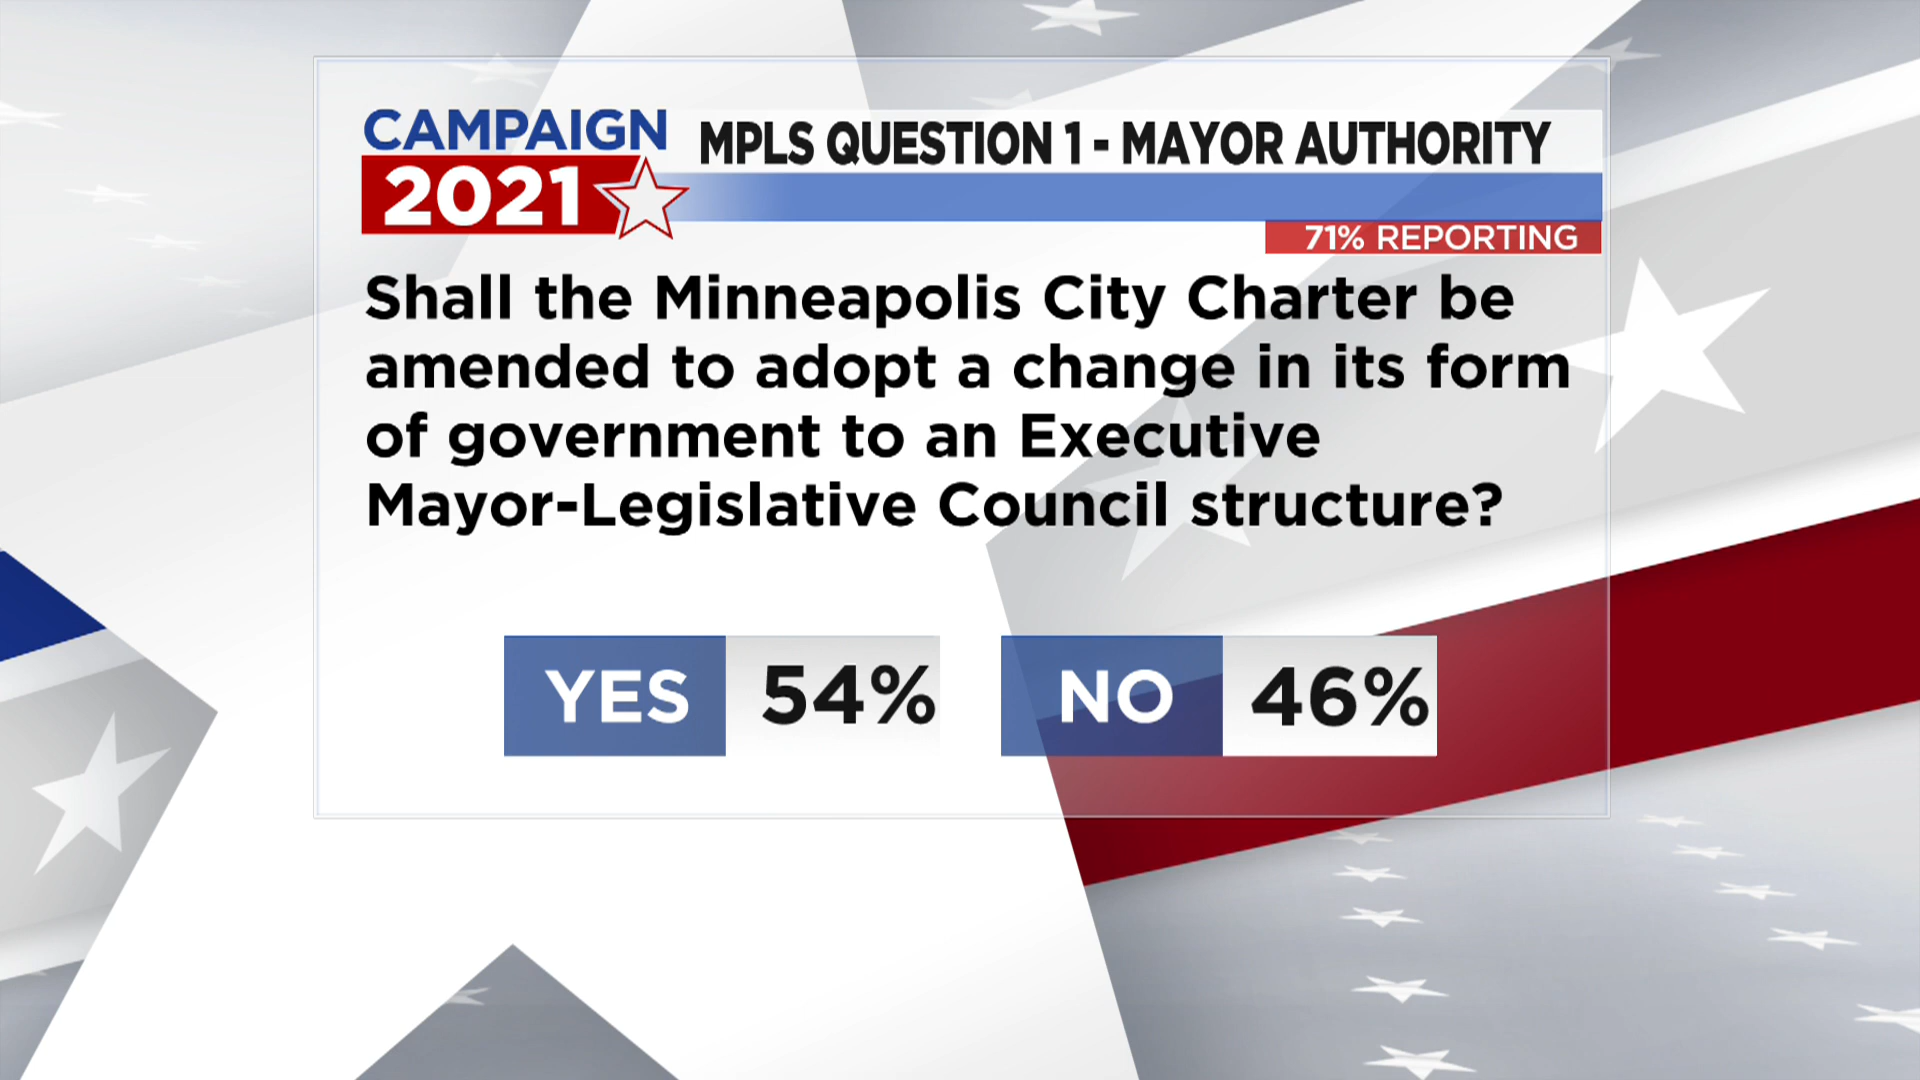 CAMPAIGN
2021
MPLS QUESTION 1 - MAYOR AUTHORITY
71% REPORTING
Shall the Minneapolis City Charter be
amended to adopt a change in its form
of government to an Executive
Mayor-Legislative Council structure?
YES 54% NO 46%